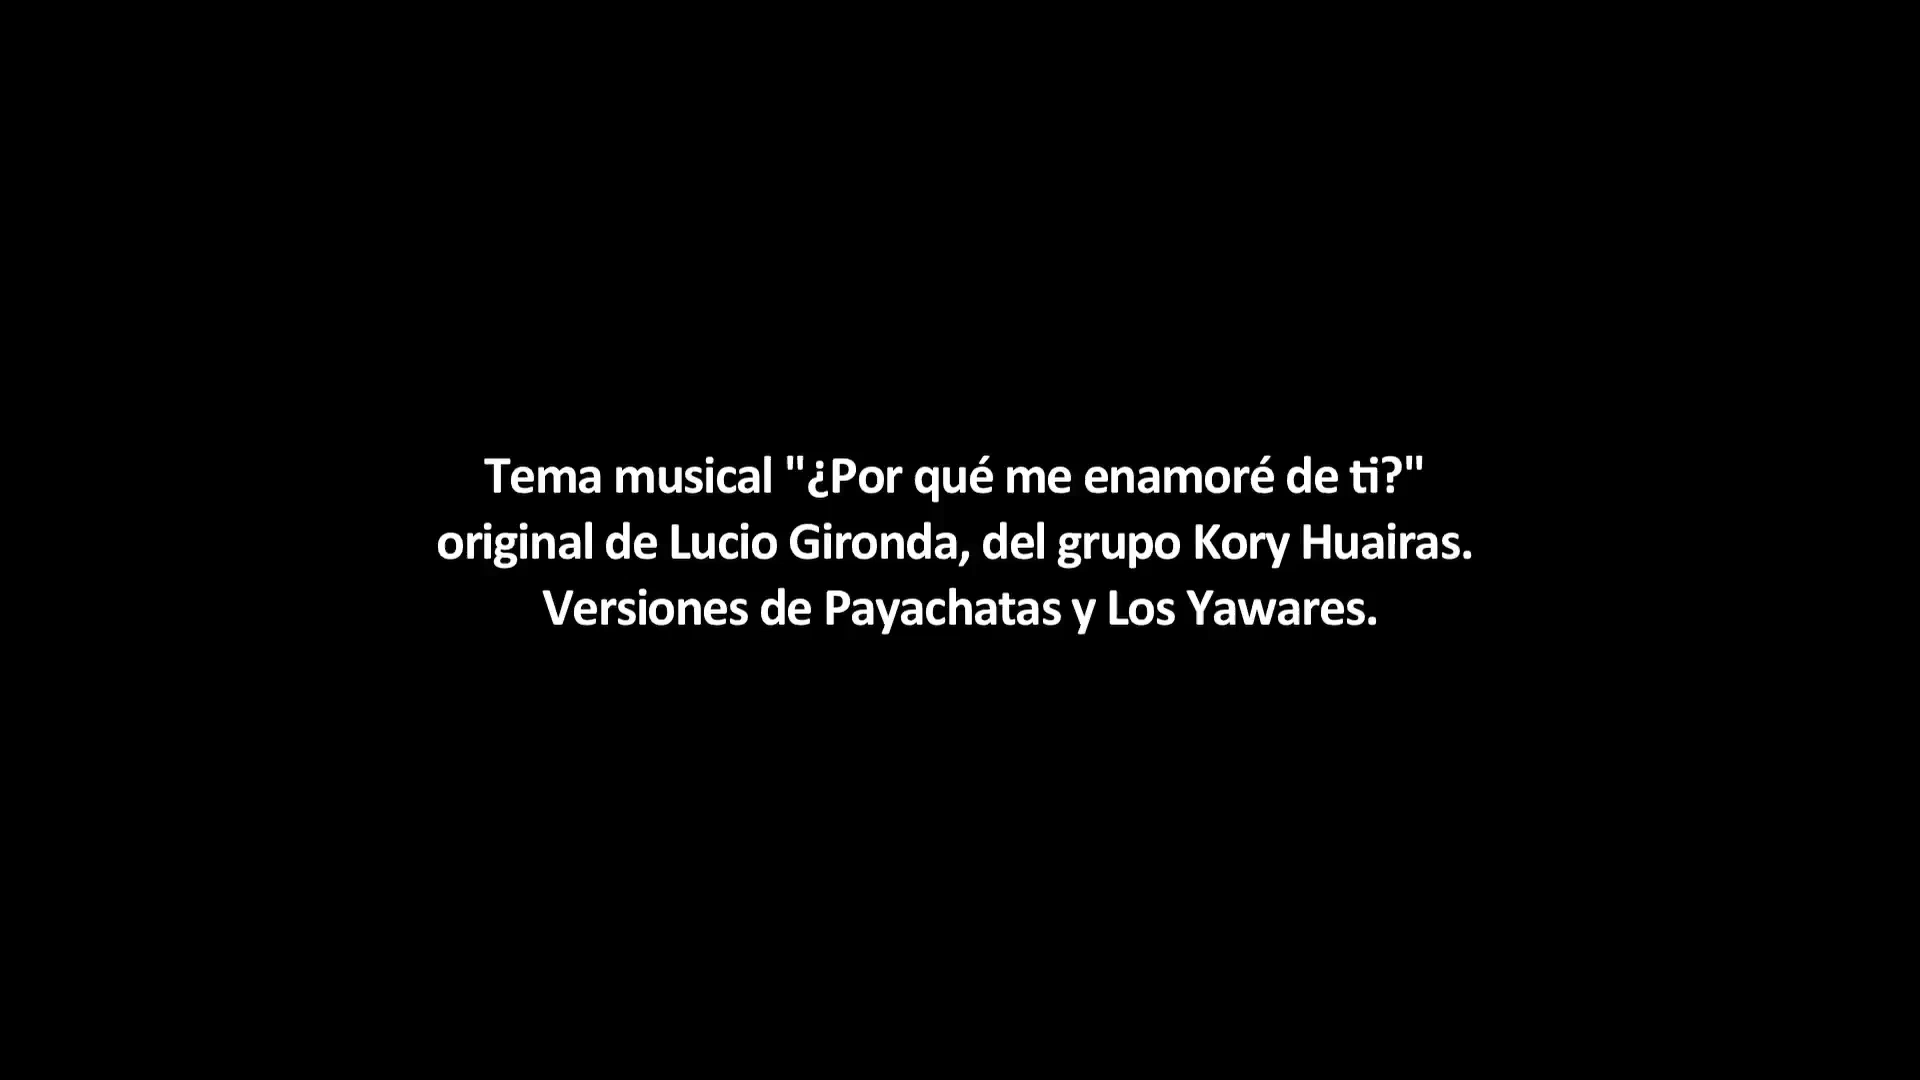 Tema musical "¿Por qué me enamoré de ti?"
original de Lucio Gironda, del grupo Kory Huairas.
Versiones de Payachatas y Los Yawares.